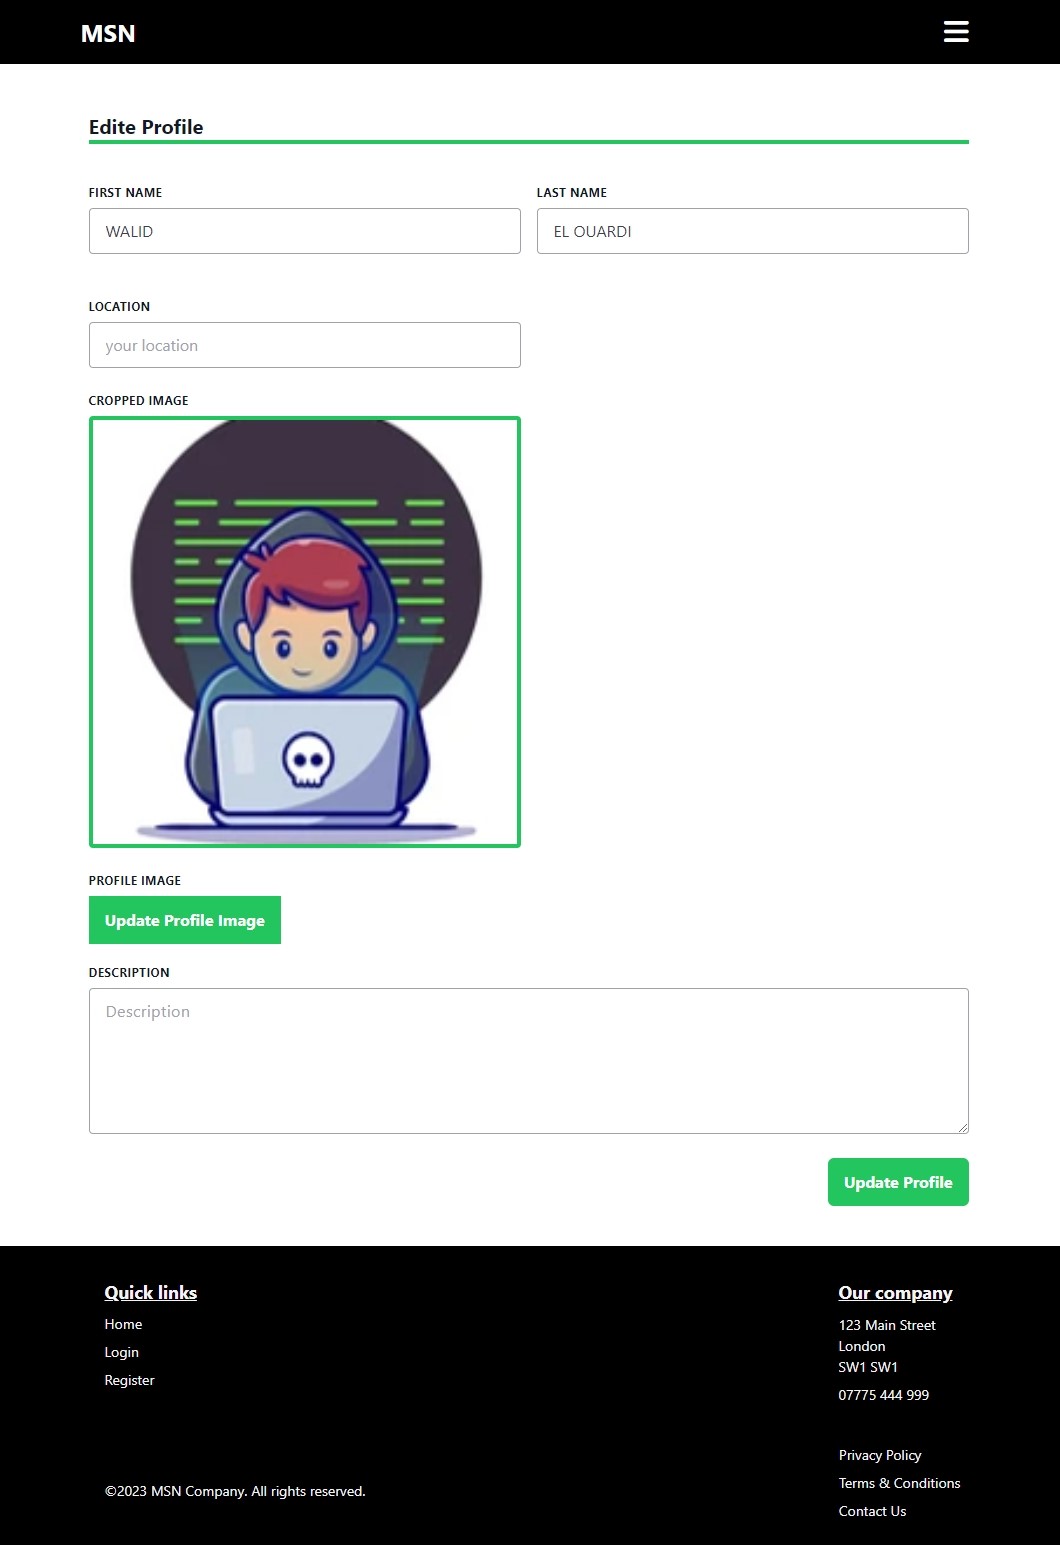 MSN
Edite Profile
FIRST NAME
LAST NAME
WALID
EL OUARDI
LOCATION
your location
CROPPED IMAGE
PROFILE IMAGE
Update Profile Image
DESCRIPTION
Description
Update Profile
Quick links
Home
Login
Register
©2023 MSN Company. All rights reserved.
Our company
123 Main Street
London
SW1 SW1
07775 444 999
Privacy Policy
Terms & Conditions
Contact Us